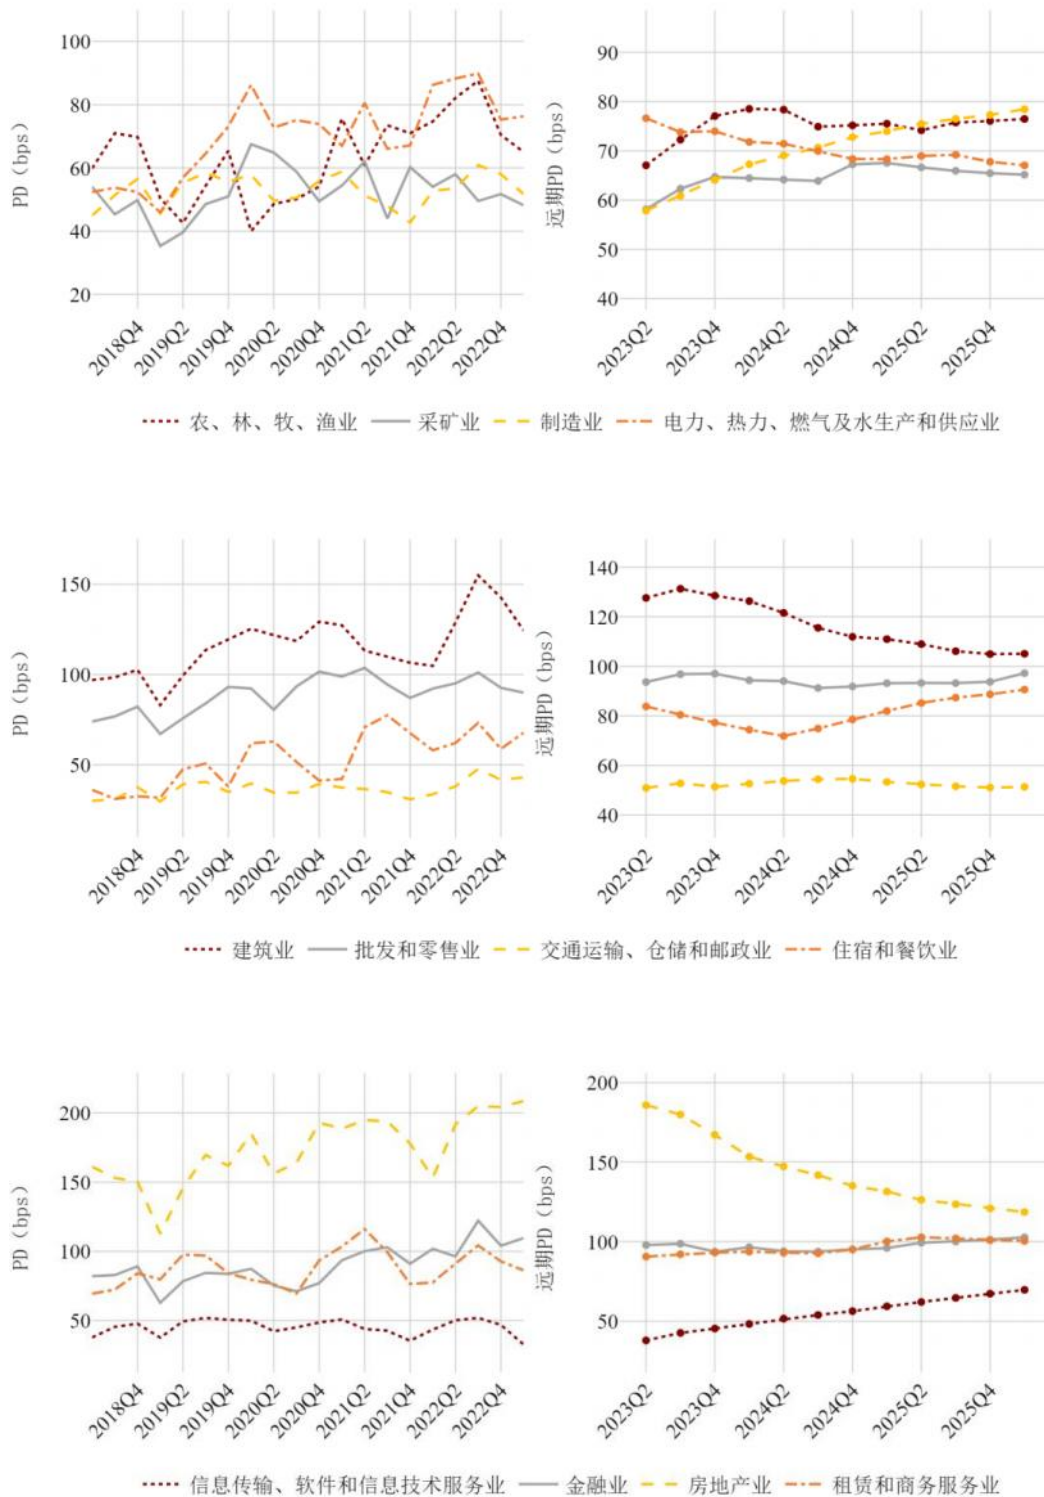 PD（bps）
100
80
60
40
20
2018Q4
2019Q2
2019Q4
2020Q2
2020Q4
2021Q2
2021Q4
2022Q2
2022Q4
远期PD（bps）
90
80
70
60
50
40
2023Q2
2023Q4
2024Q2
2024Q4
2025Q2
2025Q4
农、林、牧、渔业 采矿业 制造业 电力、热力、燃气及水生产和供应业
PD（bps）
150
100
50
2018Q4
2019Q2
2019Q4
2020Q2
2020Q4
2021Q2
2021Q4
2022Q2
2022Q4
远期PD（bps）
140
120
100
80
60
40
2023Q2
2023Q4
2024Q2
2024Q4
2025Q2
2025Q4
建筑业 批发和零售业 交通运输、仓储和邮政业 住宿和餐饮业
PD（bps）
200
150
100
50
2018Q4
2019Q2
2019Q4
2020Q2
2020Q4
2021Q2
2021Q4
2022Q2
2022Q4
远期PD（bps）
200
150
100
50
2023Q2
2023Q4
2024Q2
2024Q4
2025Q2
2025Q4
信息传输、软件和信息技术服务业 金融业 房地产业 租赁和商务服务业